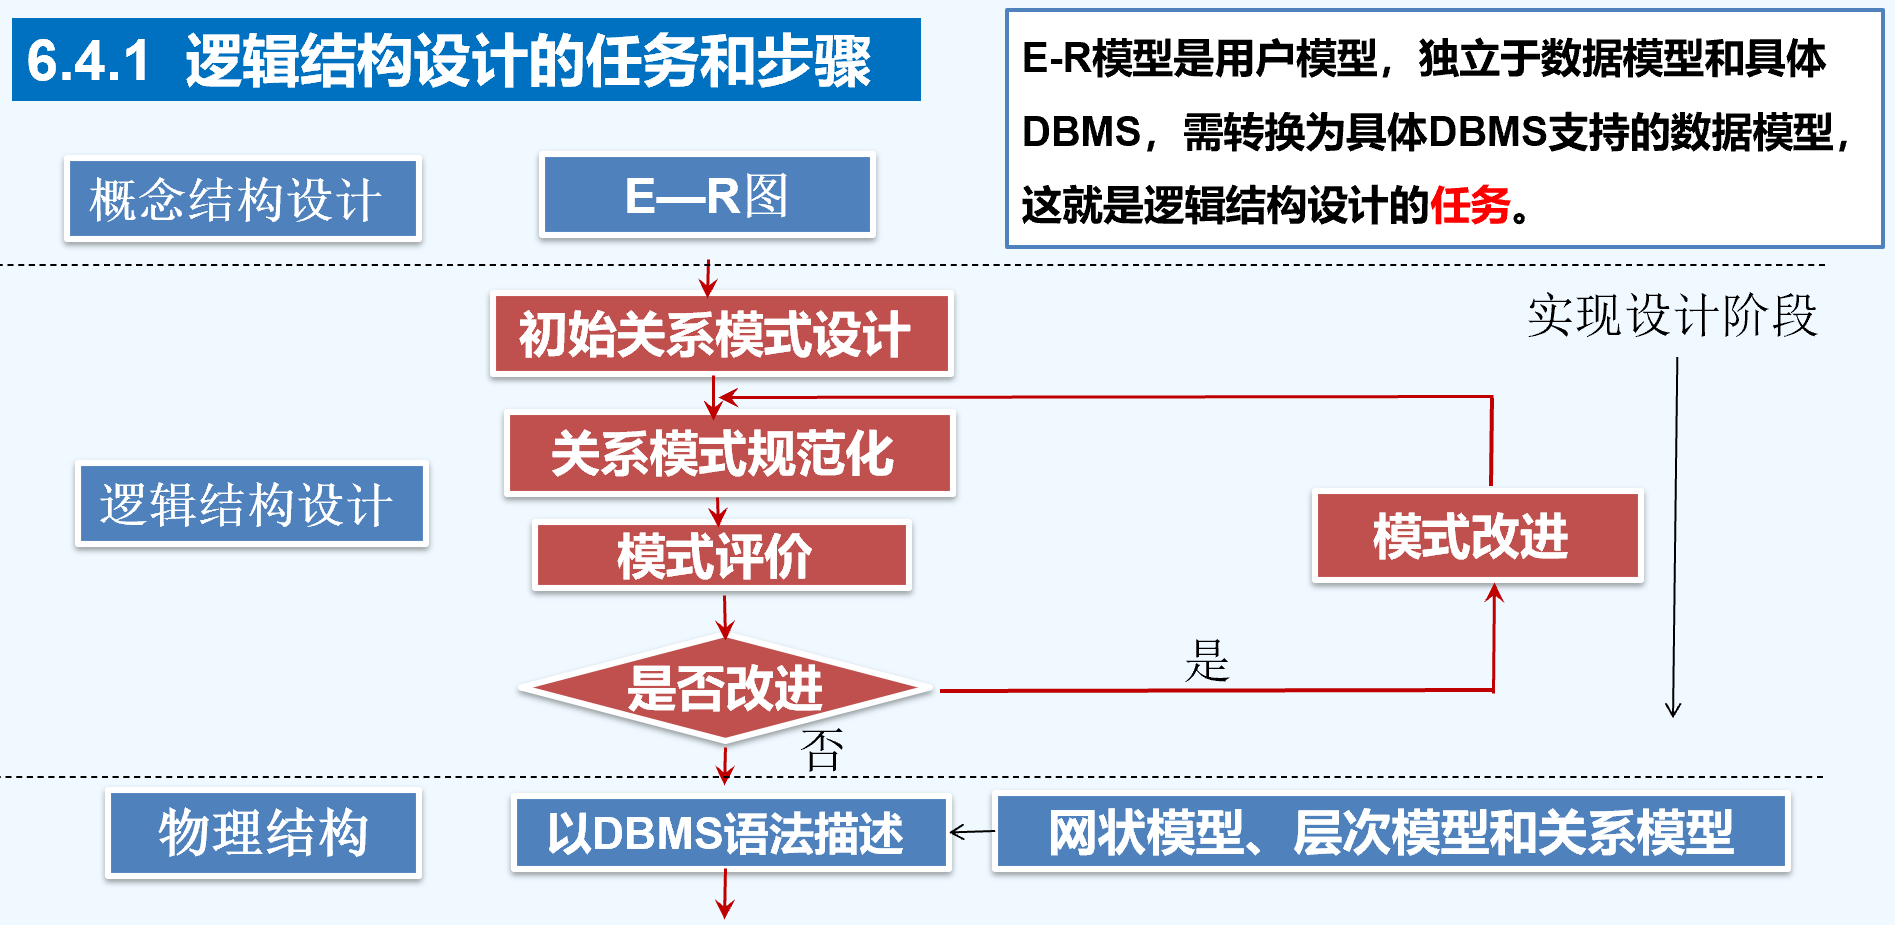 6.4.1 逻辑结构设计的任务和步骤
E-R模型是用户模型，独立于数据模型和具体
DBMS，需转换为具体DBMS支持的数据模型，
这就是逻辑结构设计的任务。
概念结构设计
E—R图
实现设计阶段
初始关系模式设计
关系模式规范化
逻辑结构设计
模式评价
模式改进
是否改进
是
否
物理结构
以DBMS语法描述
网状模型、层次模型和关系模型